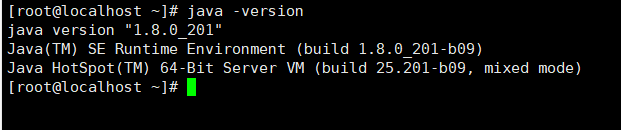 [root@localhost ~]# java -version
java version "1.8.0_201"
Java(TM) SE Runtime Environment (build 1.8.0_201-b09)
Java HotSpot(TM) 64-Bit Server VM (build 25.201-b09, mixed mode)
[root@localhost ~]#